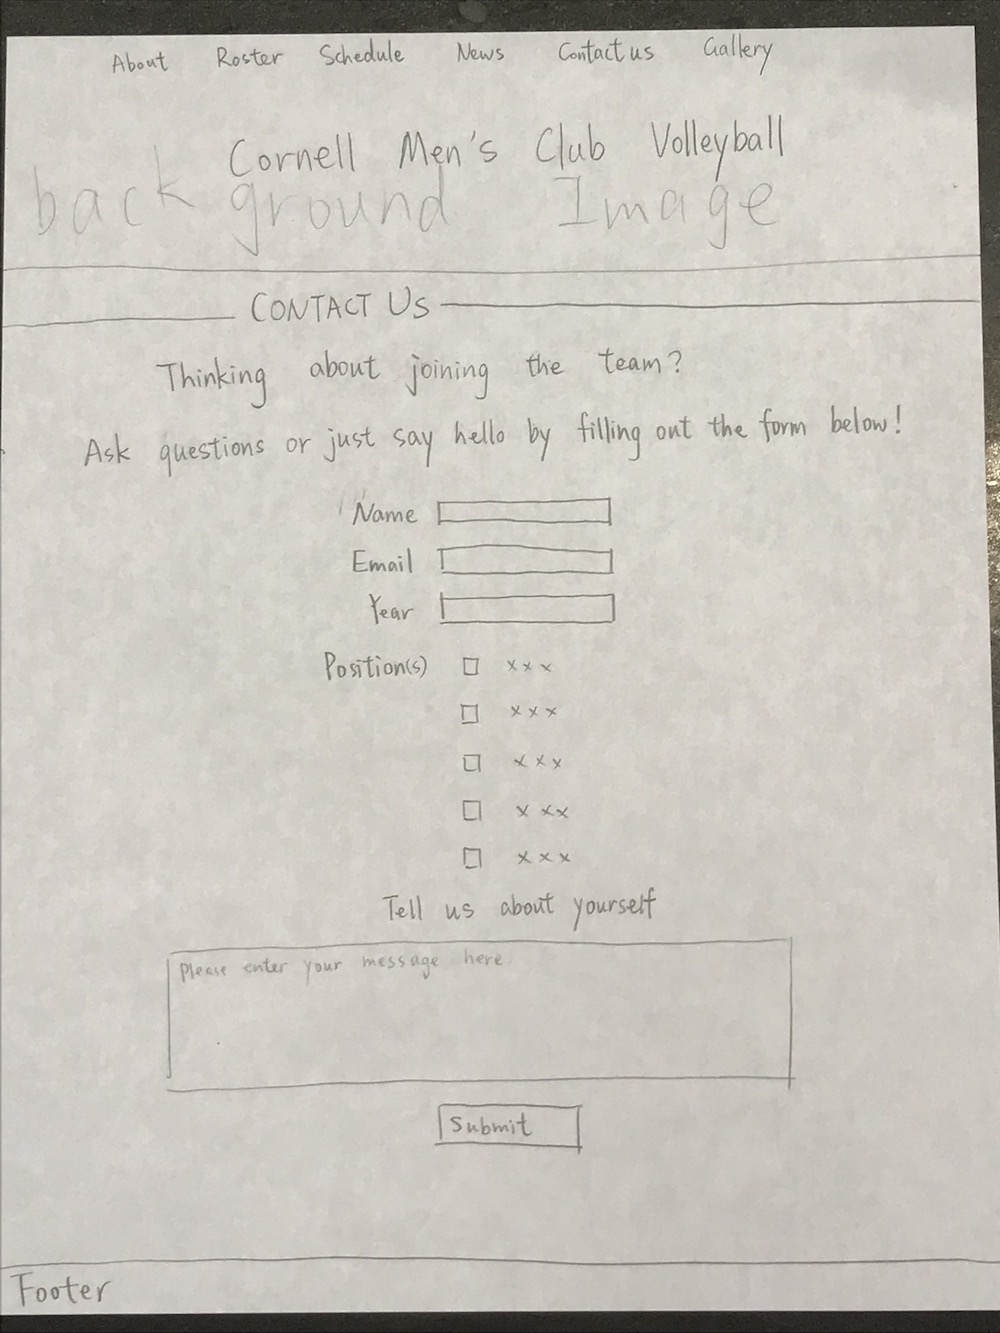 About Roster Schedule News Contact us Gallery
Cornell Men's Club Volleyball
background Image
CONTACT US
Thinking about joining the team?
Ask questions or just say hello by filling out the form below!
Name
Email
Year
Position(s) xxx
xxx
xxx
xxx
xxx
Tell us about yourself
Please enter your message here
Submit
Footer